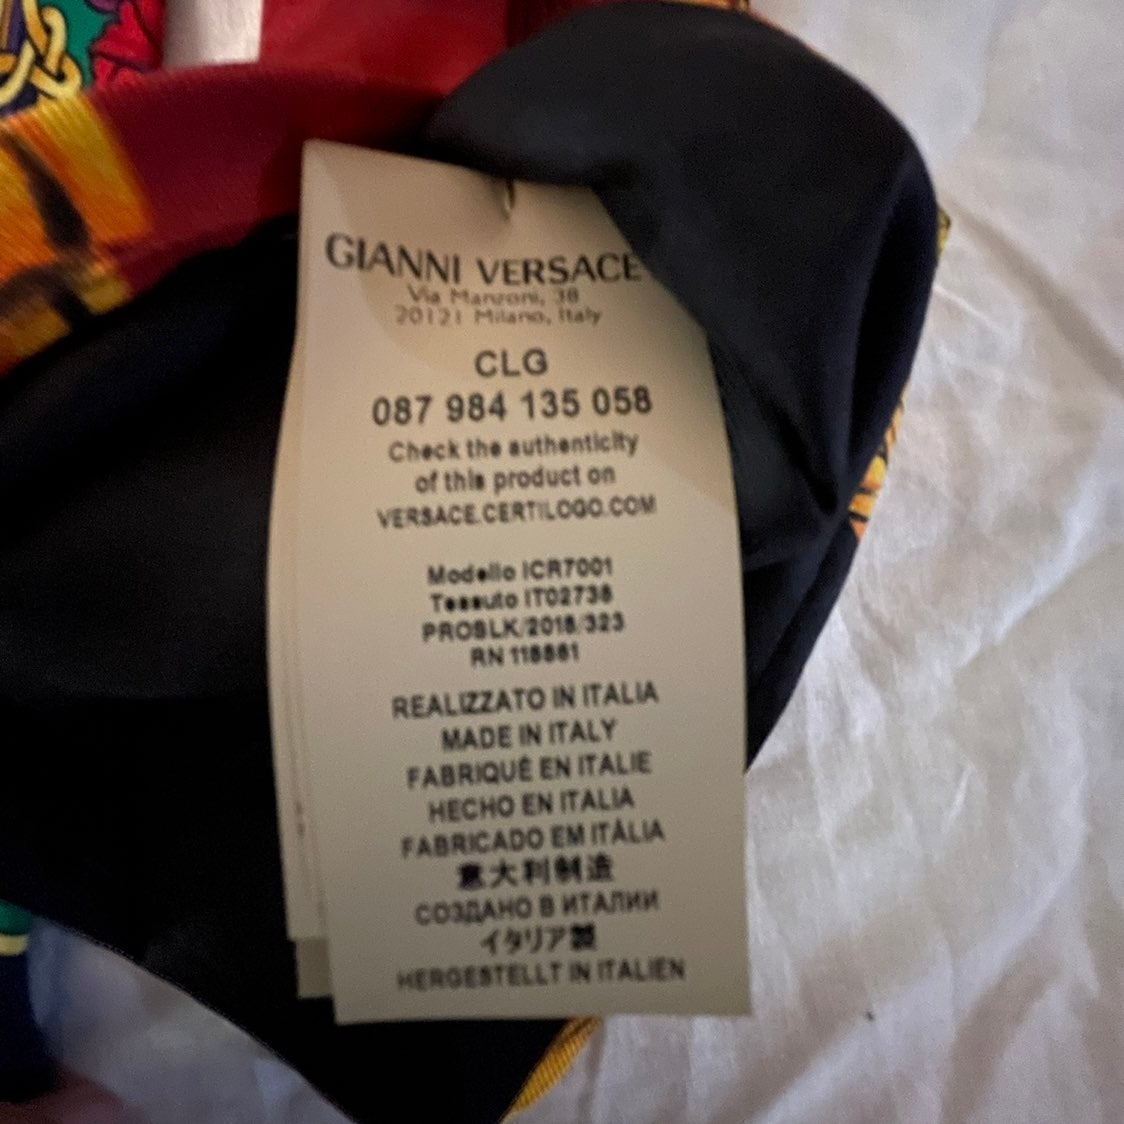 GIANNI VERSACE
Via Manzoni, 38
20121 Milano, Italy
CLG
087 984 135 058
Check the authenticity
of this product on
VERSACE.CERTILOGO.COM
Modello ICR7001
Tessuto IT02738
PROSLK/2018/323
RN 118881
REALIZZATO IN ITALIA
MADE IN ITALY
FABRIQUÉ EN ITALIE
HECHO EN ITALIA
FABRICADO EM ITÀLIA
意大利制造
СОЗДАНО В ИТАЛИИ
イタリア製
HERGESTELLT IN ITALIEN